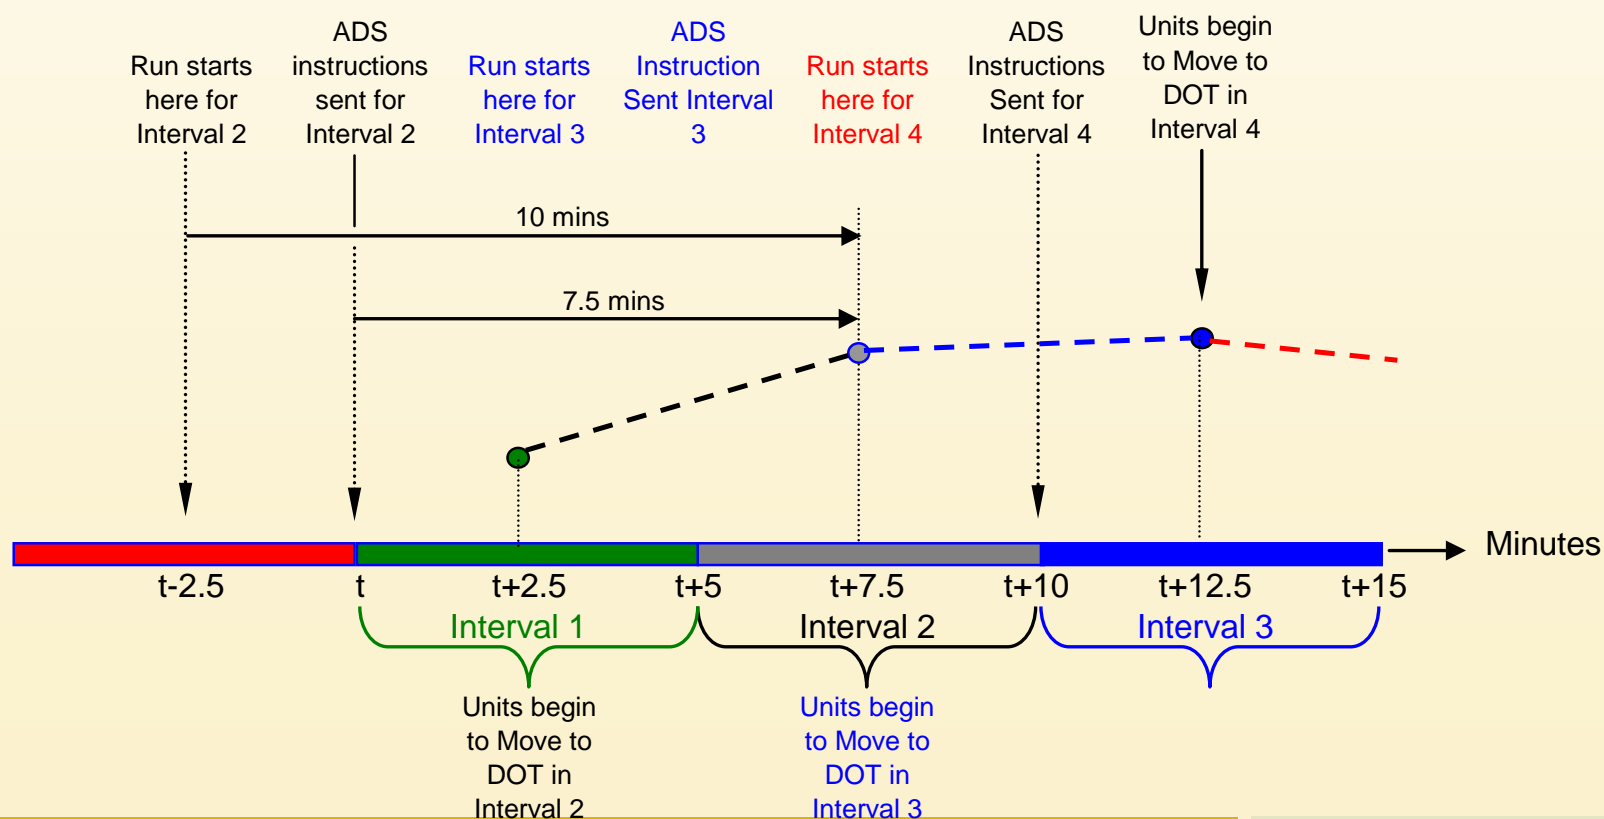 Run starts
here for
Interval 2
ADS
instructions
sent for
Interval 2
Run starts
here for
Interval 3
ADS
Instruction
Sent Interval
3
Run starts
here for
Interval 4
ADS
Instructions
Sent for
Interval 4
Units begin
to Move to
DOT in
Interval 4
10 mins
7.5 mins
Minutes
t-2.5
t
t+2.5
t+5
t+7.5
t+10
t+12.5
t+15
Interval 1
Interval 2
Interval 3
Units begin
to Move to
DOT in
Interval 2
Units begin
to Move to
DOT in
Interval 3